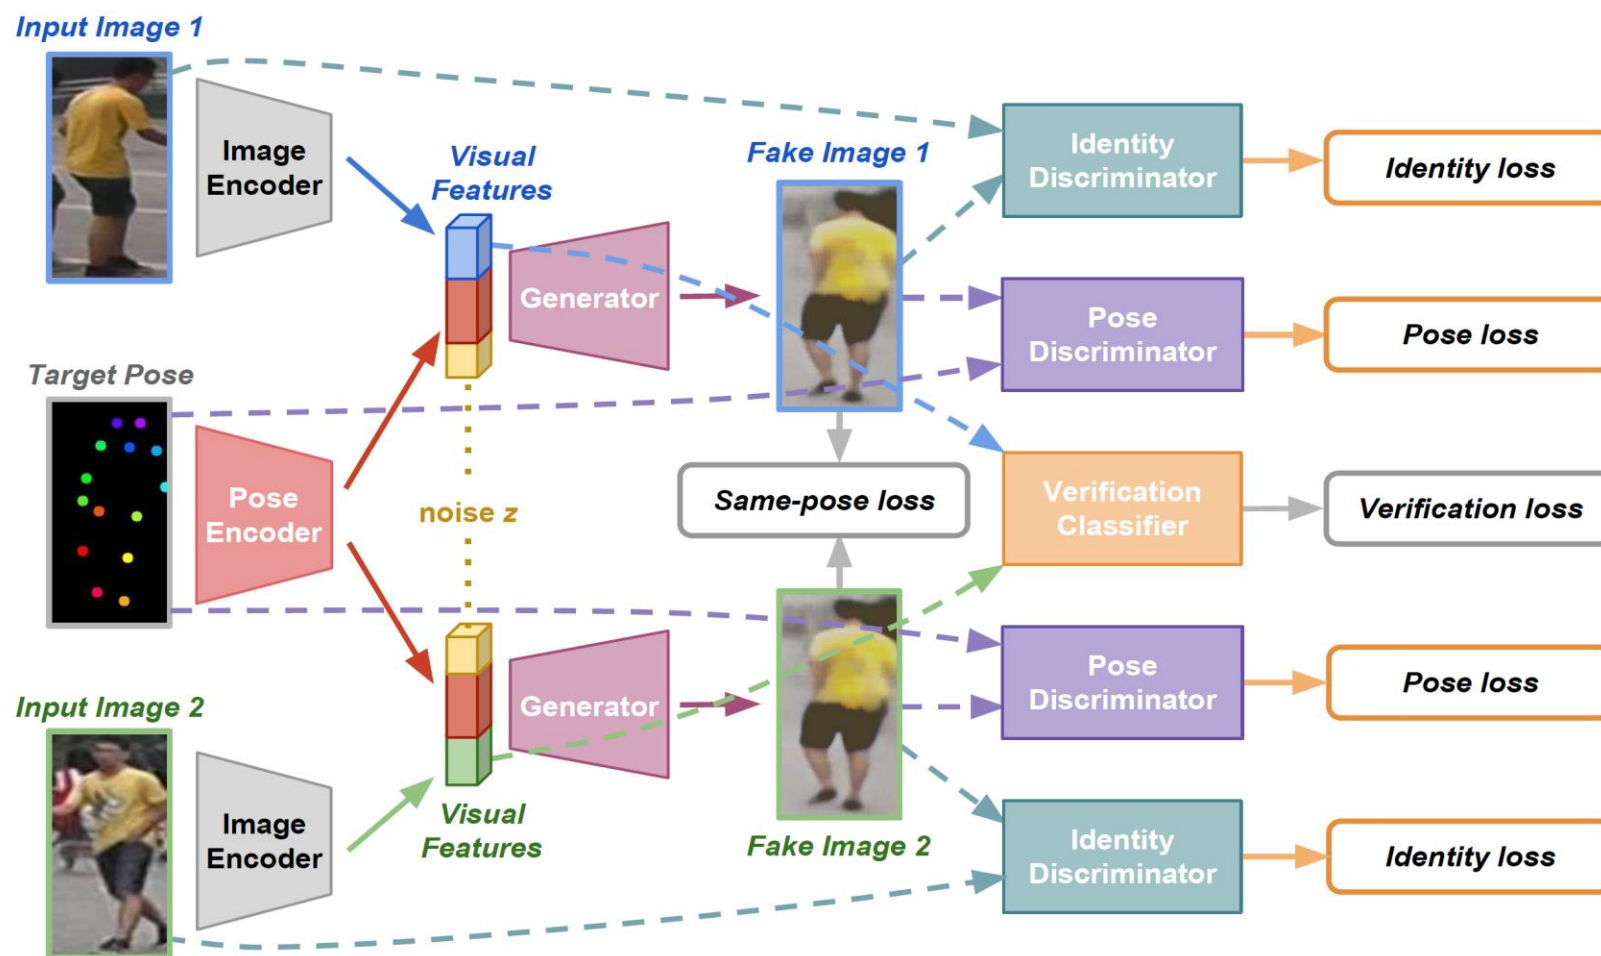 Input Image 1
Image
Encoder
Visual
Features
Generator
Fake Image 1
Identity
Discriminator
Identity loss
Pose
Discriminator
Pose loss
Target Pose
Pose
Encoder
noise z
Same-pose loss
Verification
Classifier
Verification loss
Input Image 2
Image
Encoder
Visual
Features
Generator
Fake Image 2
Pose
Discriminator
Pose loss
Identity
Discriminator
Identity loss